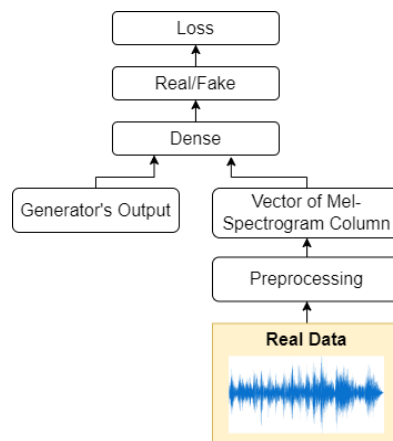 Loss
Real/Fake
Dense
Generator's Output
Vector of Mel-
Spectrogram Column
Preprocessing
Real Data